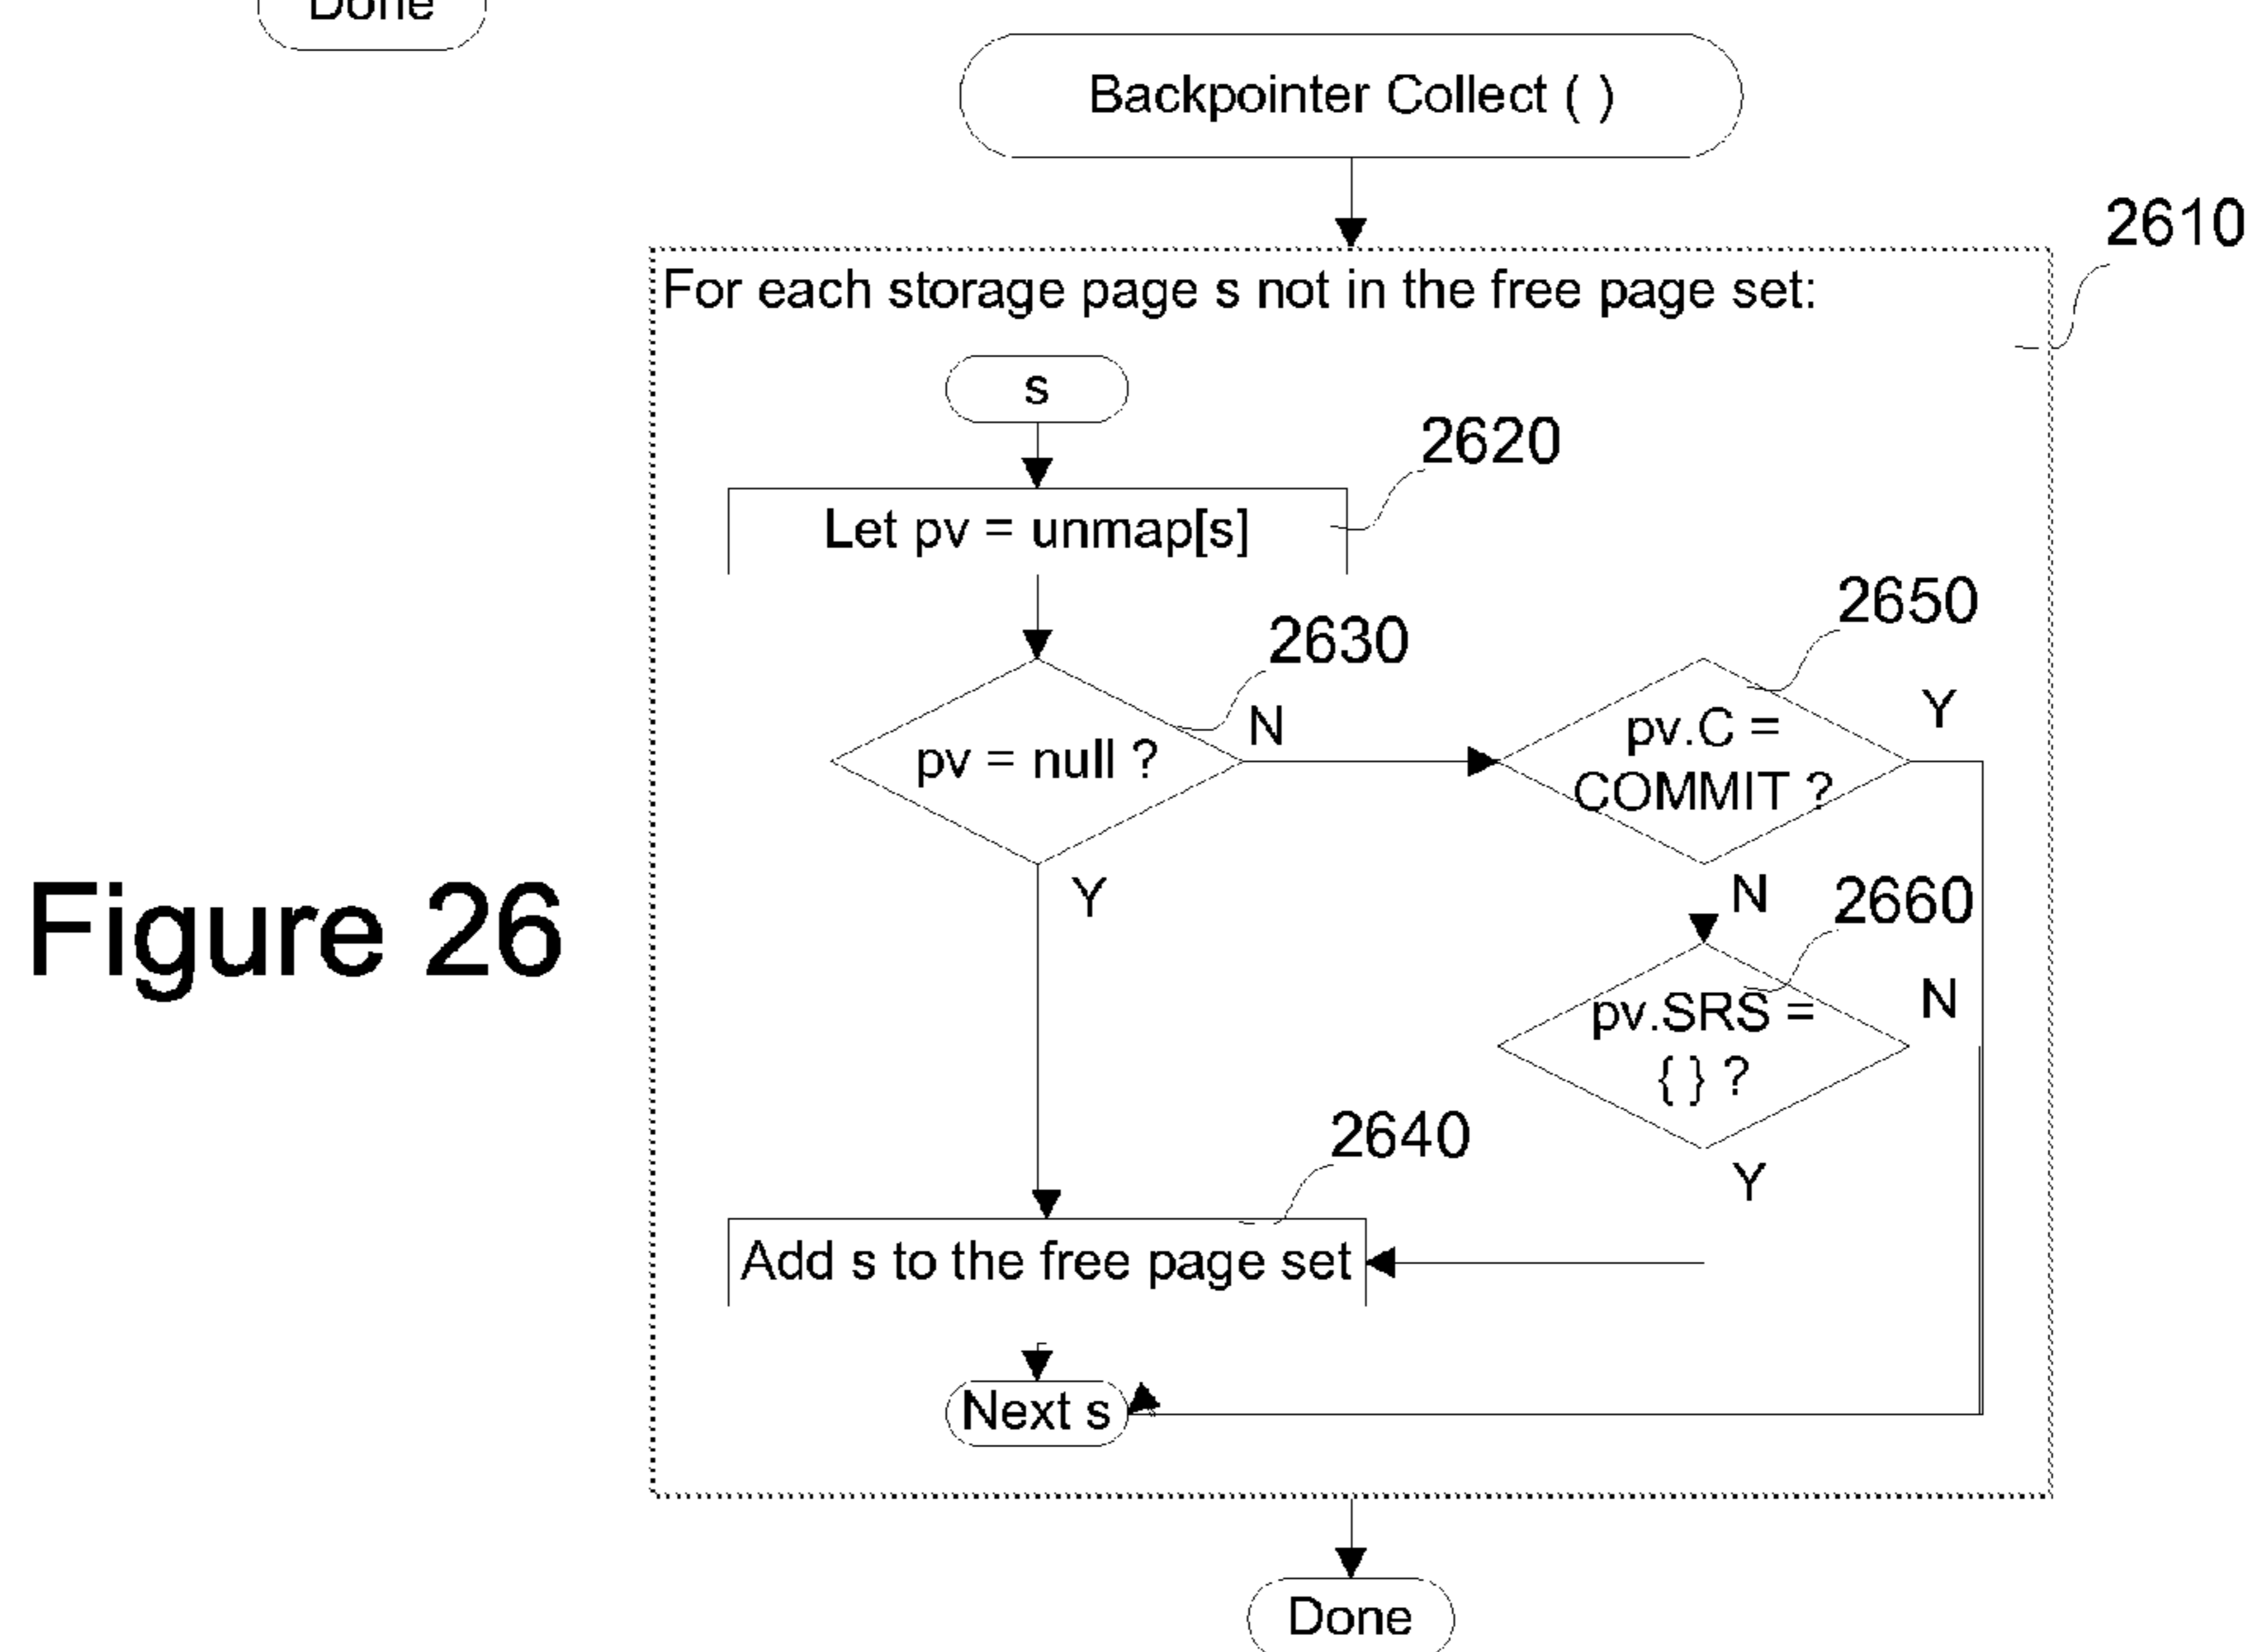 Done
Backpointer Collect ( )
2610
For each storage page s not in the free page set:
s
2620
Let pv = unmap[s]
2630
2650
pv = null ?
N
pv.C =
COMMIT ?
Y
Y
N
2660
pv.SRS =
{ } ?
N
Y
2640
Add s to the free page set
Next s
Done
Figure 26